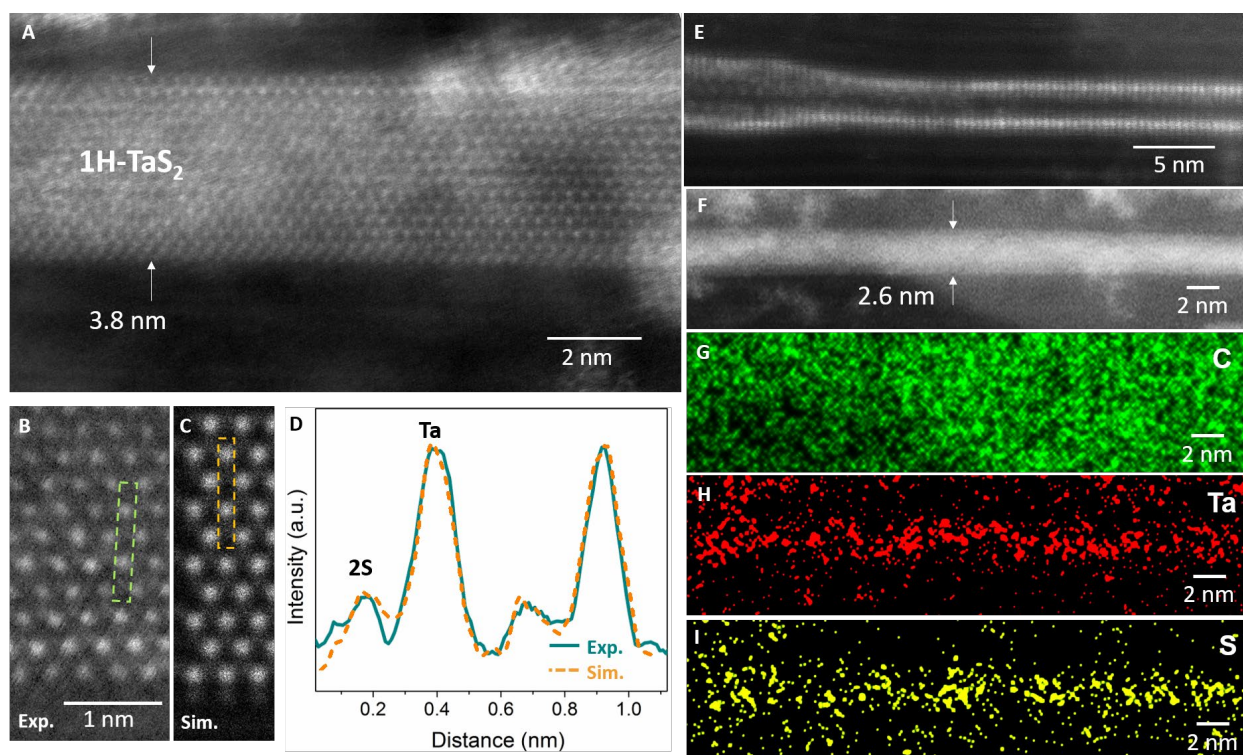 A
1H-TaS₂
3.8 nm
2 nm
B
Exp.
1 nm
C
Sim.
D
Ta
2S
Intensity (a.u.)
Exp.
Sim.
0.2 0.4 0.6 0.8 1.0
Distance (nm)
E
5 nm
F
2.6 nm
2 nm
G
C
2 nm
H
Ta
2 nm
I
S
2 nm